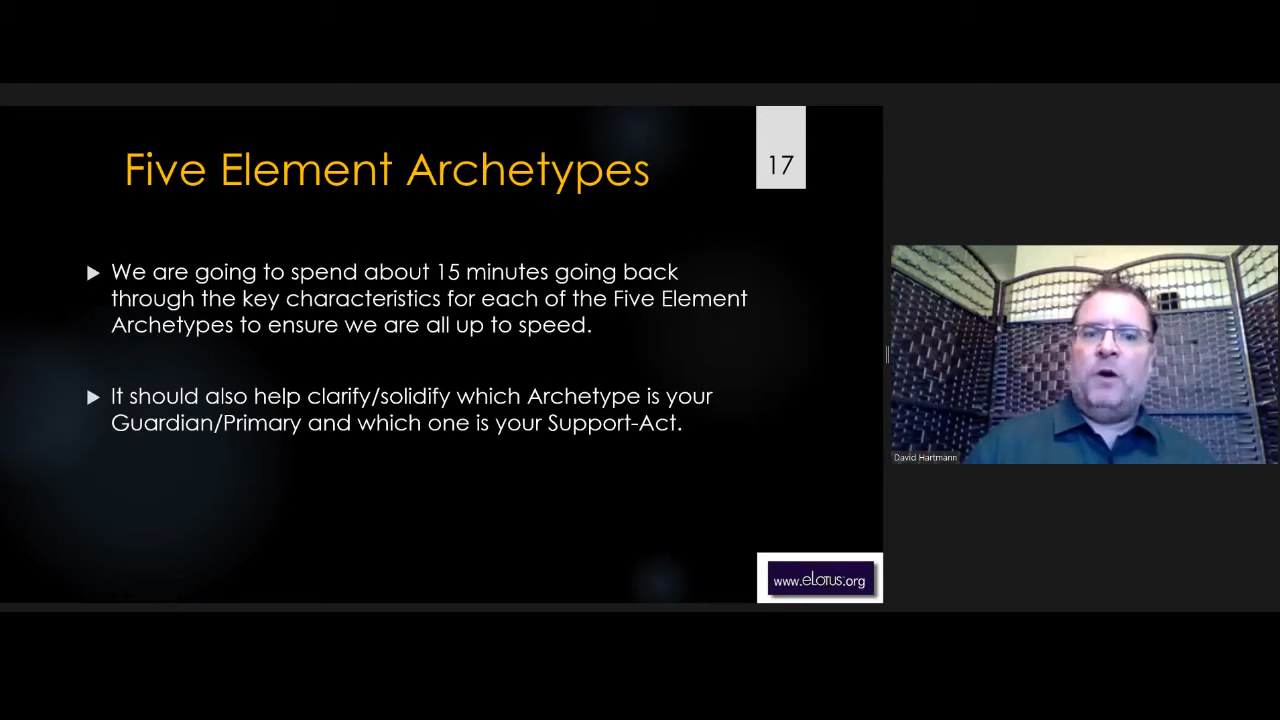 Five Element Archetypes
17
We are going to spend about 15 minutes going back
through the key characteristics for each of the Five Element
Archetypes to ensure we are all up to speed.
It should also help clarify/solidify which Archetype is your
Guardian/Primary and which one is your Support-Act.
David Hartmann
www.eLotus.org